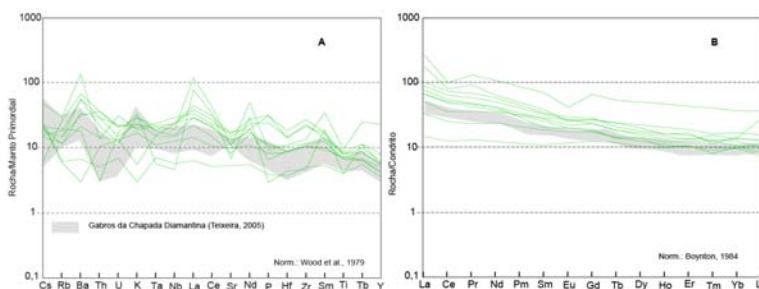 1000
A
100
10
1
0,1
Rocha/Manto Primordial
Gabros da Chapada Diamantina (Teixeira, 2005)
Norm.: Wood et al., 1979
Cs Rb Ba Th U K Ta Nb La Ce Sr Nd P Hf Zr Sm Ti Tb Y
1000
B
100
10
1
0,1
Rocha/Condrito
Norm.: Boynton, 1984
La Ce Pr Nd Pm Sm Eu Gd Tb Dy Ho Er Tm Yb